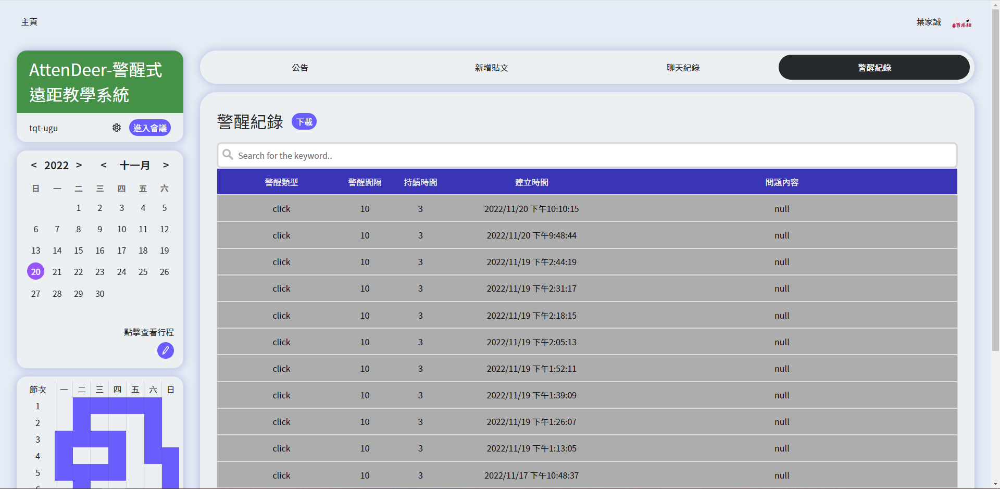 主頁
葉家誠
#百兆組
AttenDeer-警醒式
遠距教學系統
tqt-ugu
進入會議
< 2022 > < 十一月 >
日 一 二 三 四 五 六
1 2 3 4 5
6 7 8 9 10 11 12
13 14 15 16 17 18 19
20 21 22 23 24 25 26
27 28 29 30
點擊查看行程
節次 一 二 三 四 五 六 日
1
2
3
4
5
公告 新增貼文 聊天紀錄 警醒紀錄
警醒紀錄 下載
Search for the keyword..
警醒類型 警醒間隔 持續時間 建立時間 問題內容
click 10 3 2022/11/20 下午10:10:15 null
click 10 3 2022/11/20 下午9:48:44 null
click 10 3 2022/11/19 下午2:44:19 null
click 10 3 2022/11/19 下午2:31:17 null
click 10 3 2022/11/19 下午2:18:15 null
click 10 3 2022/11/19 下午2:05:13 null
click 10 3 2022/11/19 下午1:52:11 null
click 10 3 2022/11/19 下午1:39:09 null
click 10 3 2022/11/19 下午1:26:07 null
click 10 3 2022/11/19 下午1:13:05 null
click 10 3 2022/11/17 下午10:48:37 null